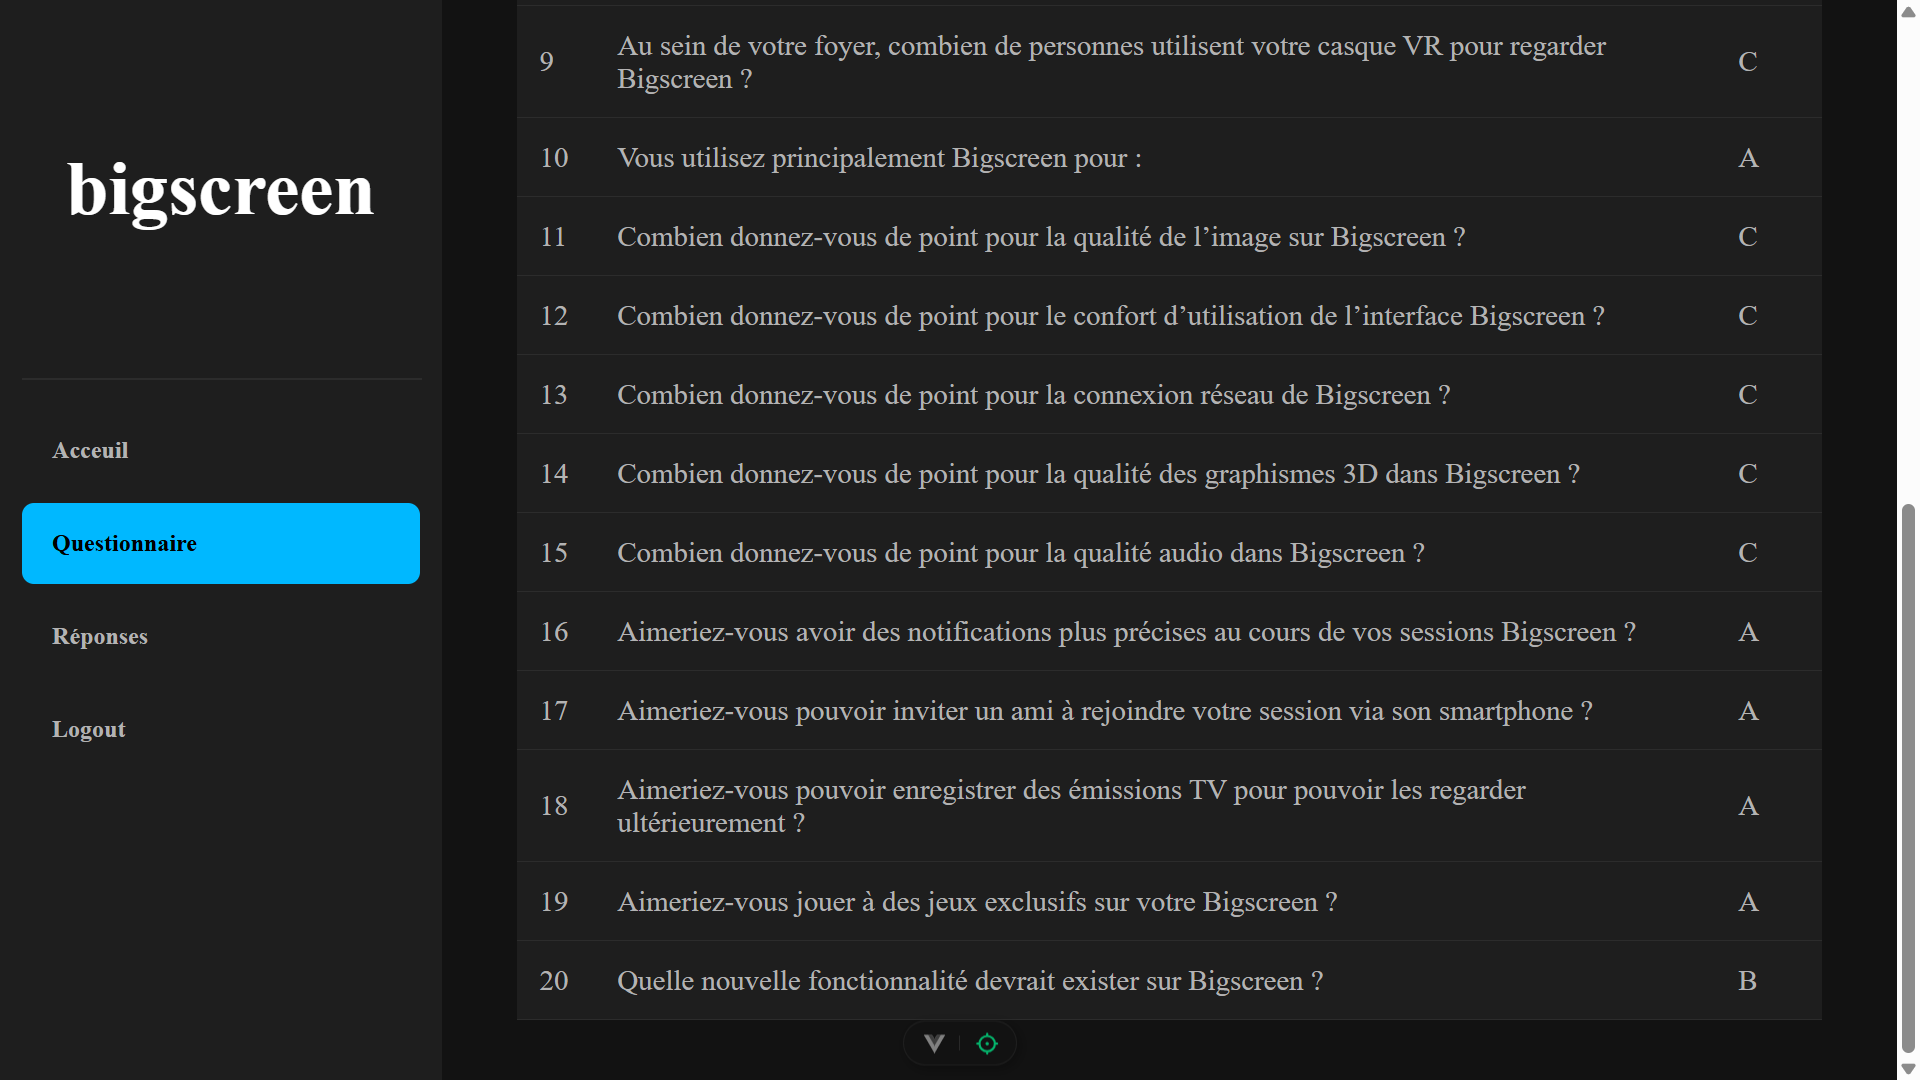 bigscreen
Acceuil
Questionnaire
Réponses
Logout
9 Au sein de votre foyer, combien de personnes utilisent votre casque VR pour regarder C
Bigscreen ?
10 Vous utilisez principalement Bigscreen pour : A
11 Combien donnez-vous de point pour la qualité de l’image sur Bigscreen ? C
12 Combien donnez-vous de point pour le confort d’utilisation de l’interface Bigscreen ? C
13 Combien donnez-vous de point pour la connexion réseau de Bigscreen ? C
14 Combien donnez-vous de point pour la qualité des graphismes 3D dans Bigscreen ? C
15 Combien donnez-vous de point pour la qualité audio dans Bigscreen ? C
16 Aimeriez-vous avoir des notifications plus précises au cours de vos sessions Bigscreen ? A
17 Aimeriez-vous pouvoir inviter un ami à rejoindre votre session via son smartphone ? A
18 Aimeriez-vous pouvoir enregistrer des émissions TV pour pouvoir les regarder A
ultérieurement ?
19 Aimeriez-vous jouer à des jeux exclusifs sur votre Bigscreen ? A
20 Quelle nouvelle fonctionnalité devrait exister sur Bigscreen ? B